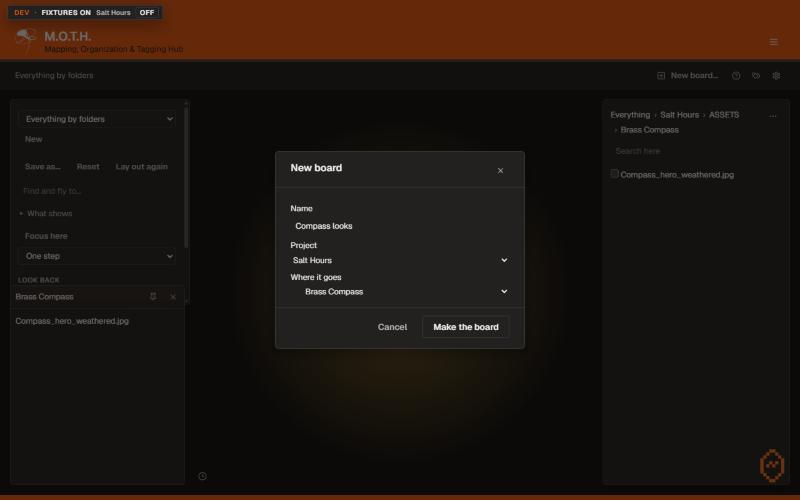 DEV · FIXTURES ON Salt Hours OFF
M.O.T.H.
Mapping, Organization & Tagging Hub
Everything by folders
New board...
Everything by folders
New
Save as... Reset Lay out again
Find and fly to...
What shows
Focus here
One step
LOOK BACK
Brass Compass
Compass_hero_weathered.jpg
New board
Name
Compass looks
Project
Salt Hours
Where it goes
Brass Compass
Cancel Make the board
Everything › Salt Hours › ASSETS ...
› Brass Compass
Search here
Compass_hero_weathered.jpg